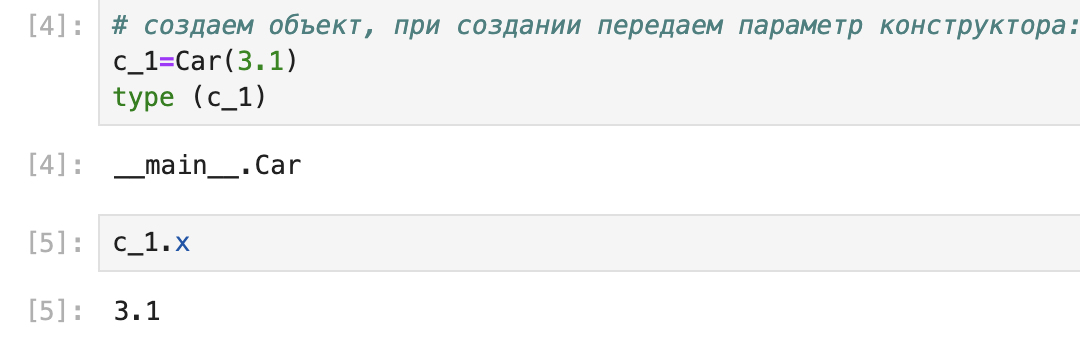 [4]: # создаем объект, при создании передаем параметр конструктора:
c_1=Car(3.1)
type (c_1)
[4]: __main__.Car
[5]: c_1.x
[5]: 3.1